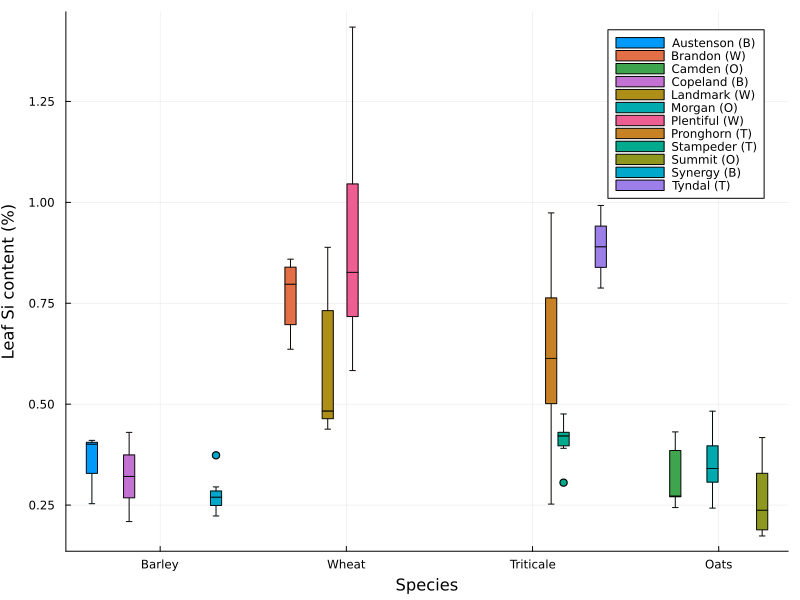 Leaf Si content (%)
1.25
1.00
0.75
0.50
0.25
Austenson (B)
Brandon (W)
Camden (O)
Copeland (B)
Landmark (W)
Morgan (O)
Plentiful (W)
Pronghorn (T)
Stampeder (T)
Summit (O)
Synergy (B)
Tyndal (T)
Barley Wheat Triticale Oats
Species